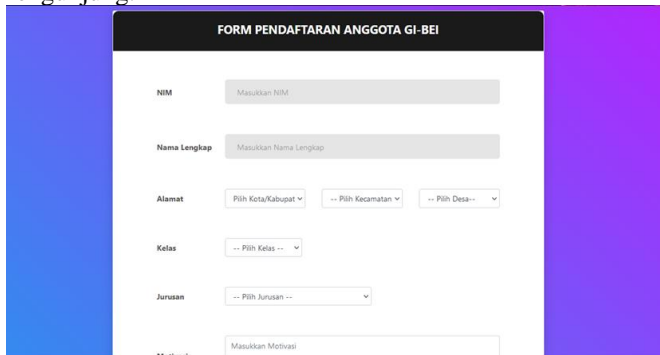 FORM PENDAFTARAN ANGGOTA GI-BEI
NIM Masukkan NIM
Nama Lengkap Masukkan Nama Lengkap
Alamat Pilih Kota/Kabupat -- Pilih Kecamatan -- Pilih Desa--
Kelas -- Pilih Kelas --
Jurusan -- Pilih Jurusan --
Masukkan Motivasi